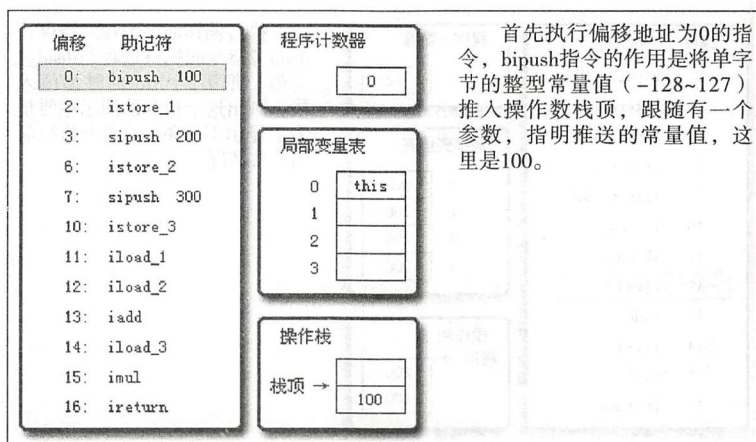 偏移 助记符
0: bipush 100
2: istore_1
3: sipush 200
6: istore_2
7: sipush 300
10: istore_3
11: iload_1
12: iload_2
13: iadd
14: iload_3
15: imul
16: ireturn
程序计数器
0
局部变量表
0 this
1
2
3
操作栈
栈顶 →
100
首先执行偏移地址为0的指
令，bipush指令的作用是将单字
节的整型常量值（-128~127）
推入操作数栈顶，跟随有一个
参数，指明推送的常量值，这
里是100。